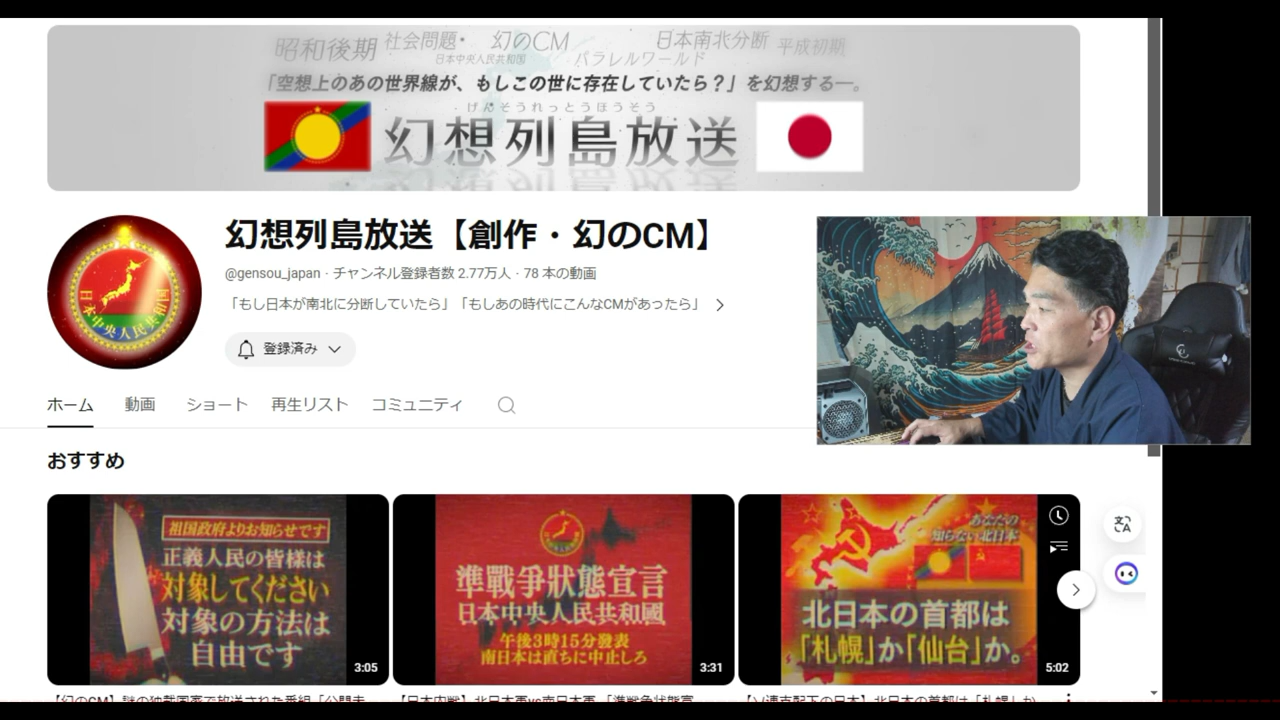 昭和後期 社会問題・ 幻のCM 日本南北分断 平成初期
日本中央人民共和国 パラレルワールド
「空想上のあの世界線が、もしこの世に存在していたら？」を幻想する―。
げんそうれっとうほうそう
幻想列島放送
幻想列島放送【創作・幻のCM】
@gensou_japan · チャンネル登録者数 2.77万人 · 78 本の動画
「もし日本が南北に分断していたら」「もしあの時代にこんなCMがあったら」
登録済み
日本中央人民共和国
ホーム 動画 ショート 再生リスト コミュニティ
おすすめ
祖国政府よりお知らせです
正義人民の皆様は
対象してください
対象の方法は
自由です
3:05
準戰爭狀態宣言
日本中央人民共和國
午後3時15分發表
南日本は直ちに中止しろ
3:31
あなたの
知らない北日本
北日本の首都は
「札幌」か「仙台」か。
5:02